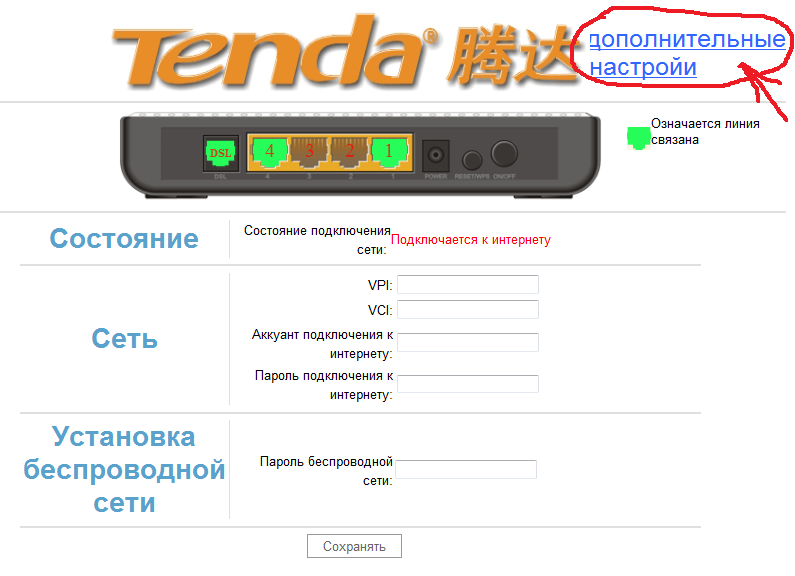 Tenda® 腾达
дополнительные
настройи
DSL 4 3 2 1
DSL 4 3 2 1 POWER RESET/WPS ON/OFF
Означается линия
связана
Состояние
Состояние подключения
сети: Подключается к интернету
Сеть
VPI:
VCI:
Аккуант подключения к
интернету:
Пароль подключения к
интернету:
Установка
беспроводной
сети
Пароль беспроводной
сети:
Сохранять